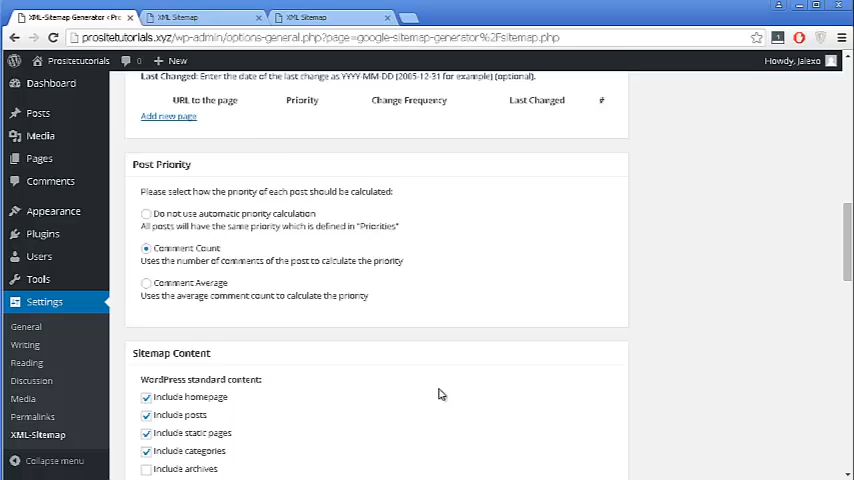 XML-Sitemap Generator ‹ Pro
XML Sitemap
XML Sitemap
prositetutorials.xyz/wp-admin/options-general.php?page=google-sitemap-generator%2Fsitemap.php
Prositetutorials
0
+ New
Howdy, Jalexo
Dashboard
Posts
Media
Pages
Comments
Appearance
Plugins
Users
Tools
Settings
General
Writing
Reading
Discussion
Media
Permalinks
XML-Sitemap
Collapse menu
Last Changed: Enter the date of the last change as YYYY-MM-DD (2005-12-31 for example) (optional).
URL to the page Priority Change Frequency Last Changed #
Add new page
Post Priority
Please select how the priority of each post should be calculated:
Do not use automatic priority calculation
All posts will have the same priority which is defined in "Priorities"
Comment Count
Uses the number of comments of the post to calculate the priority
Comment Average
Uses the average comment count to calculate the priority
Sitemap Content
WordPress standard content:
Include homepage
Include posts
Include static pages
Include categories
Include archives